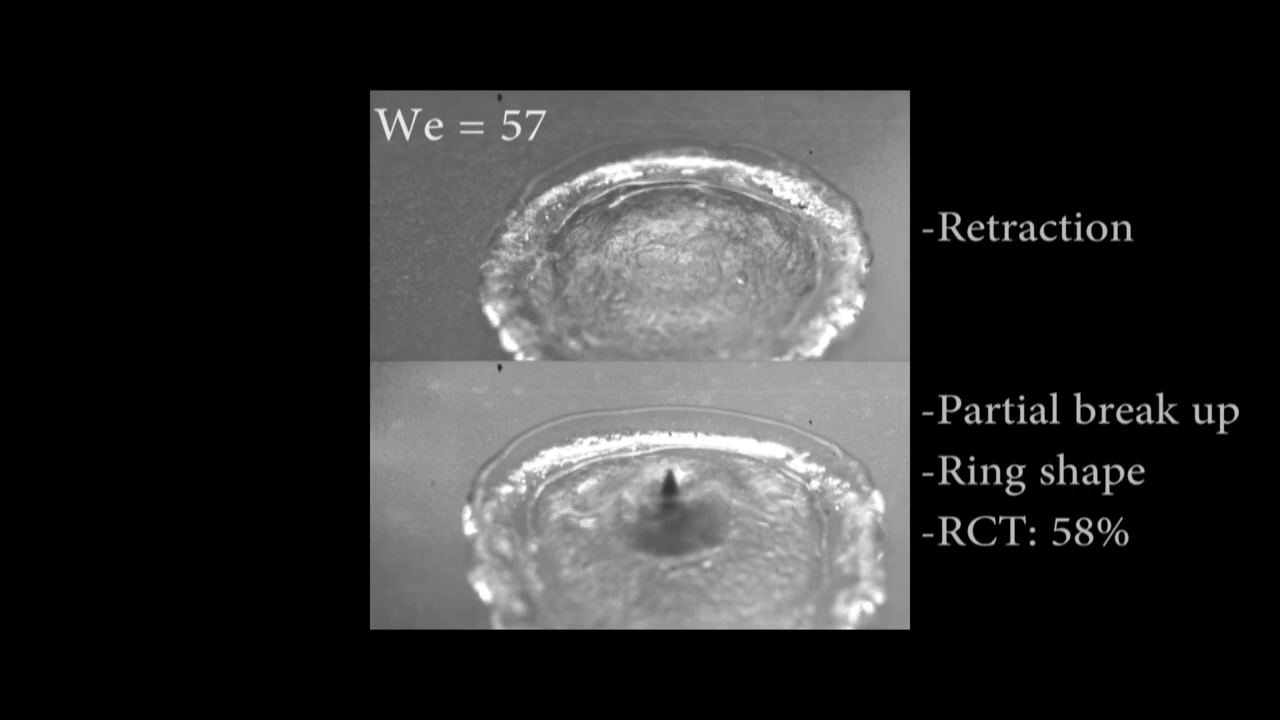 We = 57
-Retraction
-Partial break up
-Ring shape
-RCT: 58%